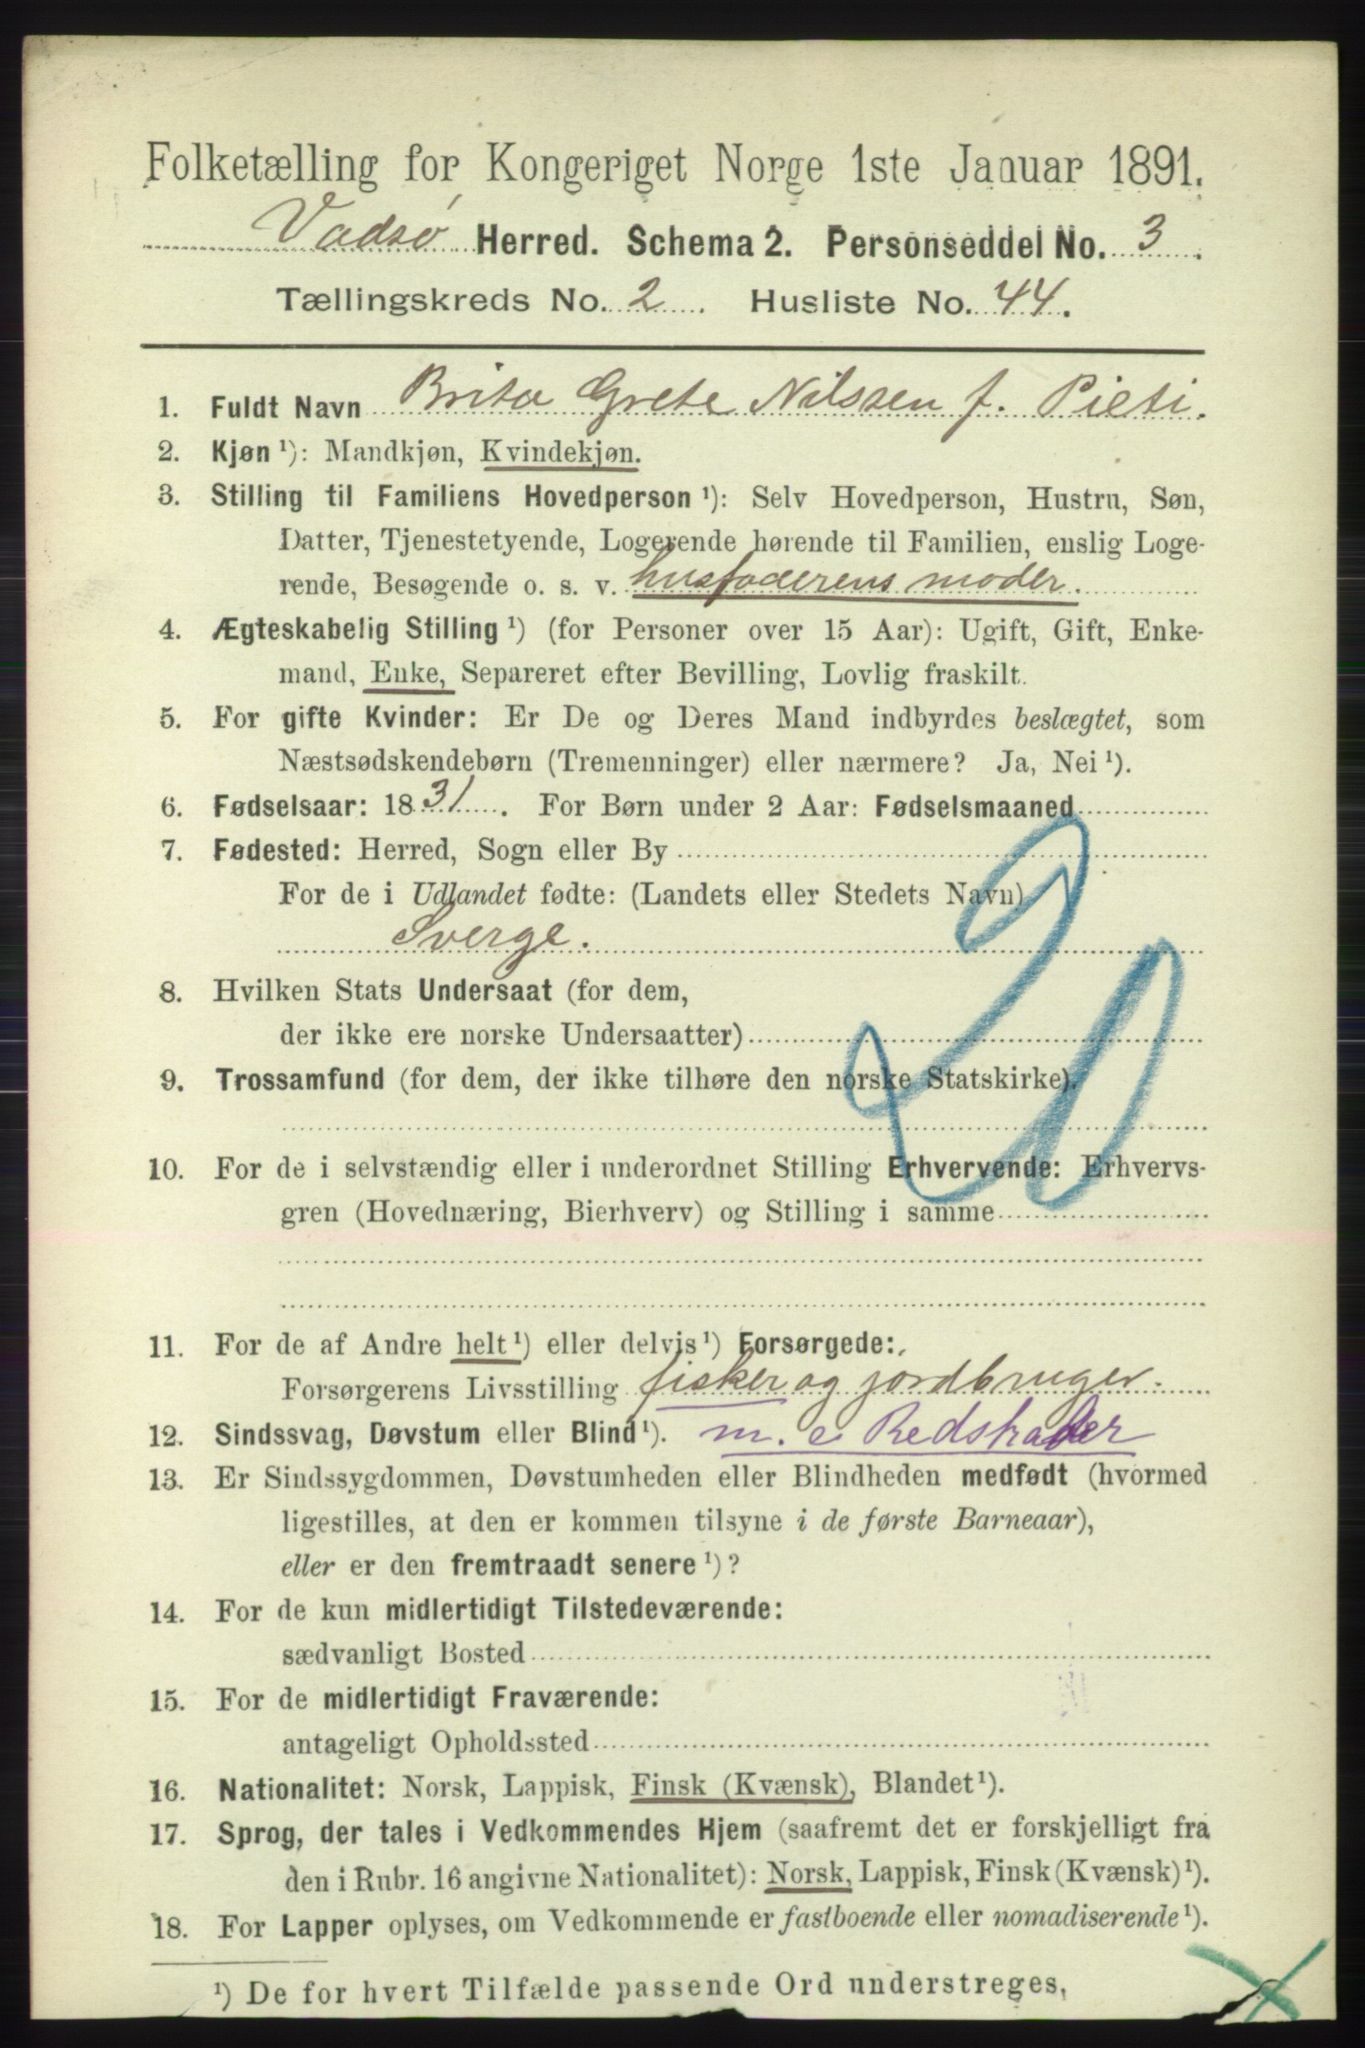 Folketælling for Kongeriget Norge 1ste Januar 1891.
Vadsø Herred. Schema 2. Personseddel No. 3.
Tællingskreds No. 2. Husliste No. 44.
1. Fuldt Navn Brita Grete Nilssen f. Pieti.
2. Kjøn ¹): Mandkjøn, Kvindekjøn.
3. Stilling til Familiens Hovedperson ¹): Selv Hovedperson, Hustru, Søn,
Datter, Tjenestetyende, Logerende hørende til Familien, enslig Loge-
rende, Besøgende o. s. v. husfaderens moder.
4. Ægteskabelig Stilling ¹) (for Personer over 15 Aar): Ugift, Gift, Enke-
mand, Enke, Separeret efter Bevilling, Lovlig fraskilt.
5. For gifte Kvinder: Er De og Deres Mand indbyrdes beslægtet, som
Næstsødskendebørn (Tremenninger) eller nærmere? Ja, Nei ¹).
6. Fødselsaar: 1831. For Børn under 2 Aar: Fødselsmaaned
7. Fødested: Herred, Sogn eller By
For de i Udlandet fødte: (Landets eller Stedets Navn)
Sverge.
8. Hvilken Stats Undersaat (for dem,
der ikke ere norske Undersaatter)
9. Trossamfund (for dem, der ikke tilhøre den norske Statskirke).
10. For de i selvstændig eller i underordnet Stilling Erhvervende: Erhvervs-
gren (Hovednæring, Bierhverv) og Stilling i samme
11. For de af Andre helt ¹) eller delvis ¹) Forsørgede:
Forsørgerens Livsstilling fisker og jordbruger.
12. Sindssvag, Døvstum eller Blind ¹). m. e Redskaber
13. Er Sindssygdommen, Døvstumheden eller Blindheden medfødt (hvormed
ligestilles, at den er kommen tilsyne i de første Barneaar),
eller er den fremtraadt senere ¹)?
14. For de kun midlertidigt Tilstedeværende:
sædvanligt Bosted
15. For de midlertidigt Fraværende:
antageligt Opholdssted
16. Nationalitet: Norsk, Lappisk, Finsk (Kvænsk), Blandet ¹).
17. Sprog, der tales i Vedkommendes Hjem (saafremt det er forskjelligt fra
den i Rubr. 16 angivne Nationalitet): Norsk, Lappisk, Finsk (Kvænsk) ¹).
18. For Lapper oplyses, om Vedkommende er fastboende eller nomadiserende ¹).
¹) De for hvert Tilfælde passende Ord understreges.